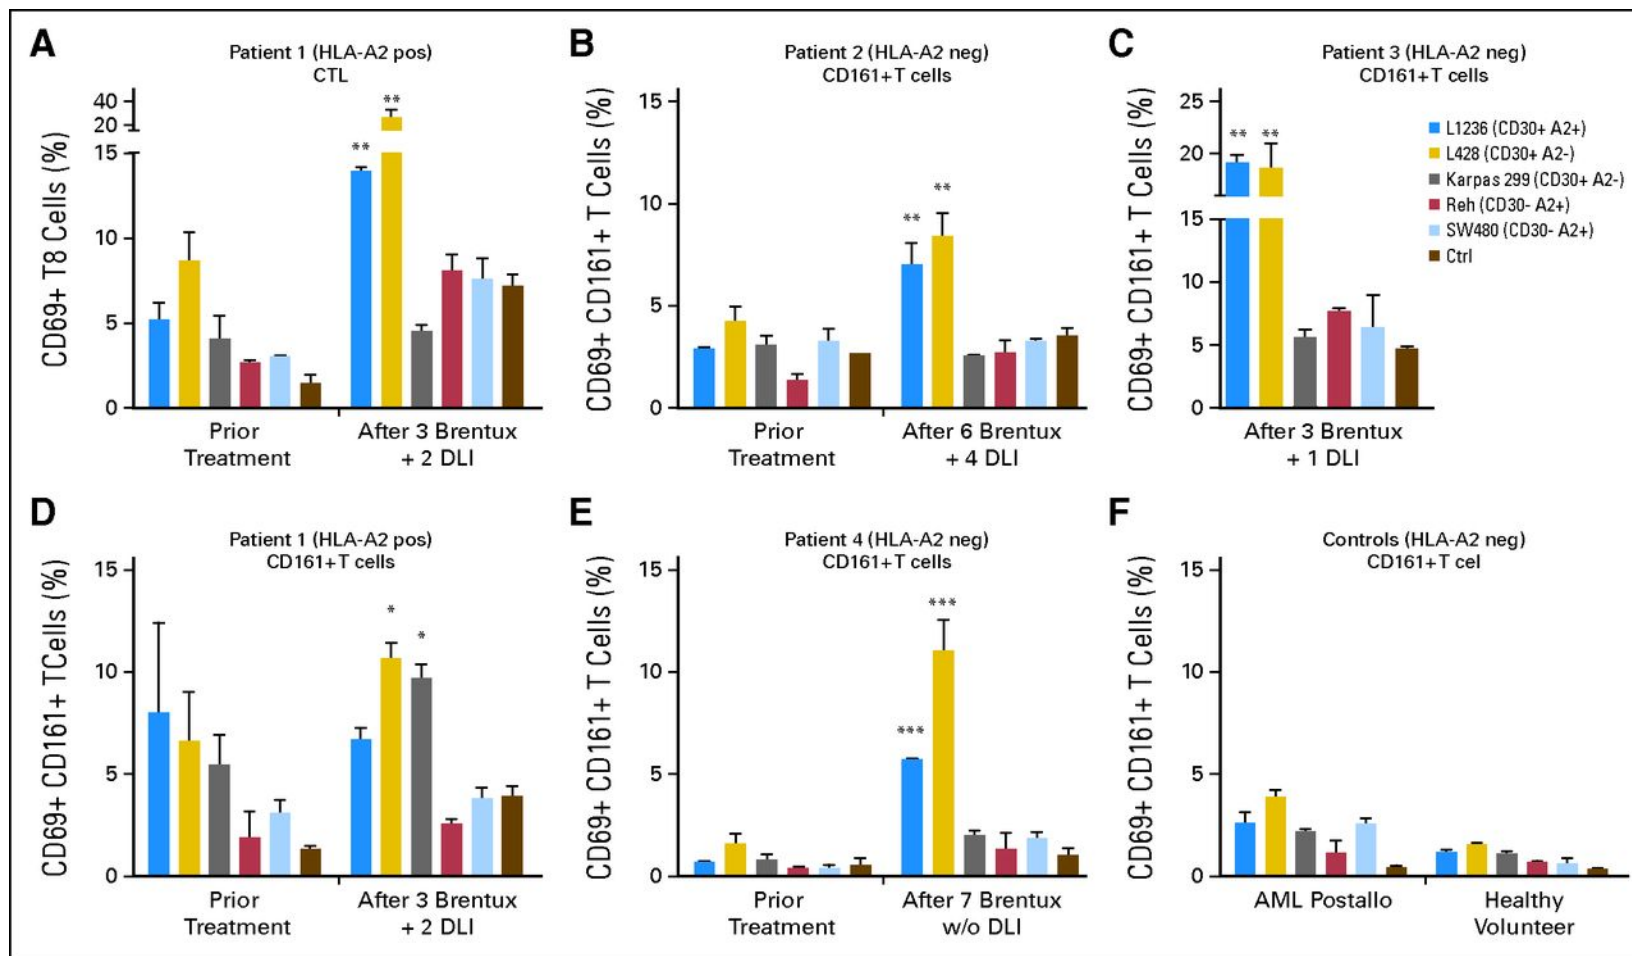 A
Patient 1 (HLA-A2 pos)
CTL
CD69+ T8 Cells (%)
40
20
15
10
5
0
**
**
Prior
Treatment
After 3 Brentux
+ 2 DLI
B
Patient 2 (HLA-A2 neg)
CD161+T cells
CD69+ CD161+ T Cells (%)
15
10
5
0
**
**
Prior
Treatment
After 6 Brentux
+ 4 DLI
C
Patient 3 (HLA-A2 neg)
CD161+T cells
CD69+ CD161+ T Cells (%)
25
20
15
10
5
0
**
**
After 3 Brentux
+ 1 DLI
L1236 (CD30+ A2+)
L428 (CD30+ A2-)
Karpas 299 (CD30+ A2-)
Reh (CD30- A2+)
SW480 (CD30- A2+)
Ctrl
D
Patient 1 (HLA-A2 pos)
CD161+T cells
CD69+ CD161+ TCells (%)
15
10
5
0
*
*
Prior
Treatment
After 3 Brentux
+ 2 DLI
E
Patient 4 (HLA-A2 neg)
CD161+T cells
CD69+ CD161+ T Cells (%)
15
10
5
0
***
***
Prior
Treatment
After 7 Brentux
w/o DLI
F
Controls (HLA-A2 neg)
CD161+T cel
CD69+ CD161+ T Cells (%)
15
10
5
0
AML Postallo
Healthy
Volunteer